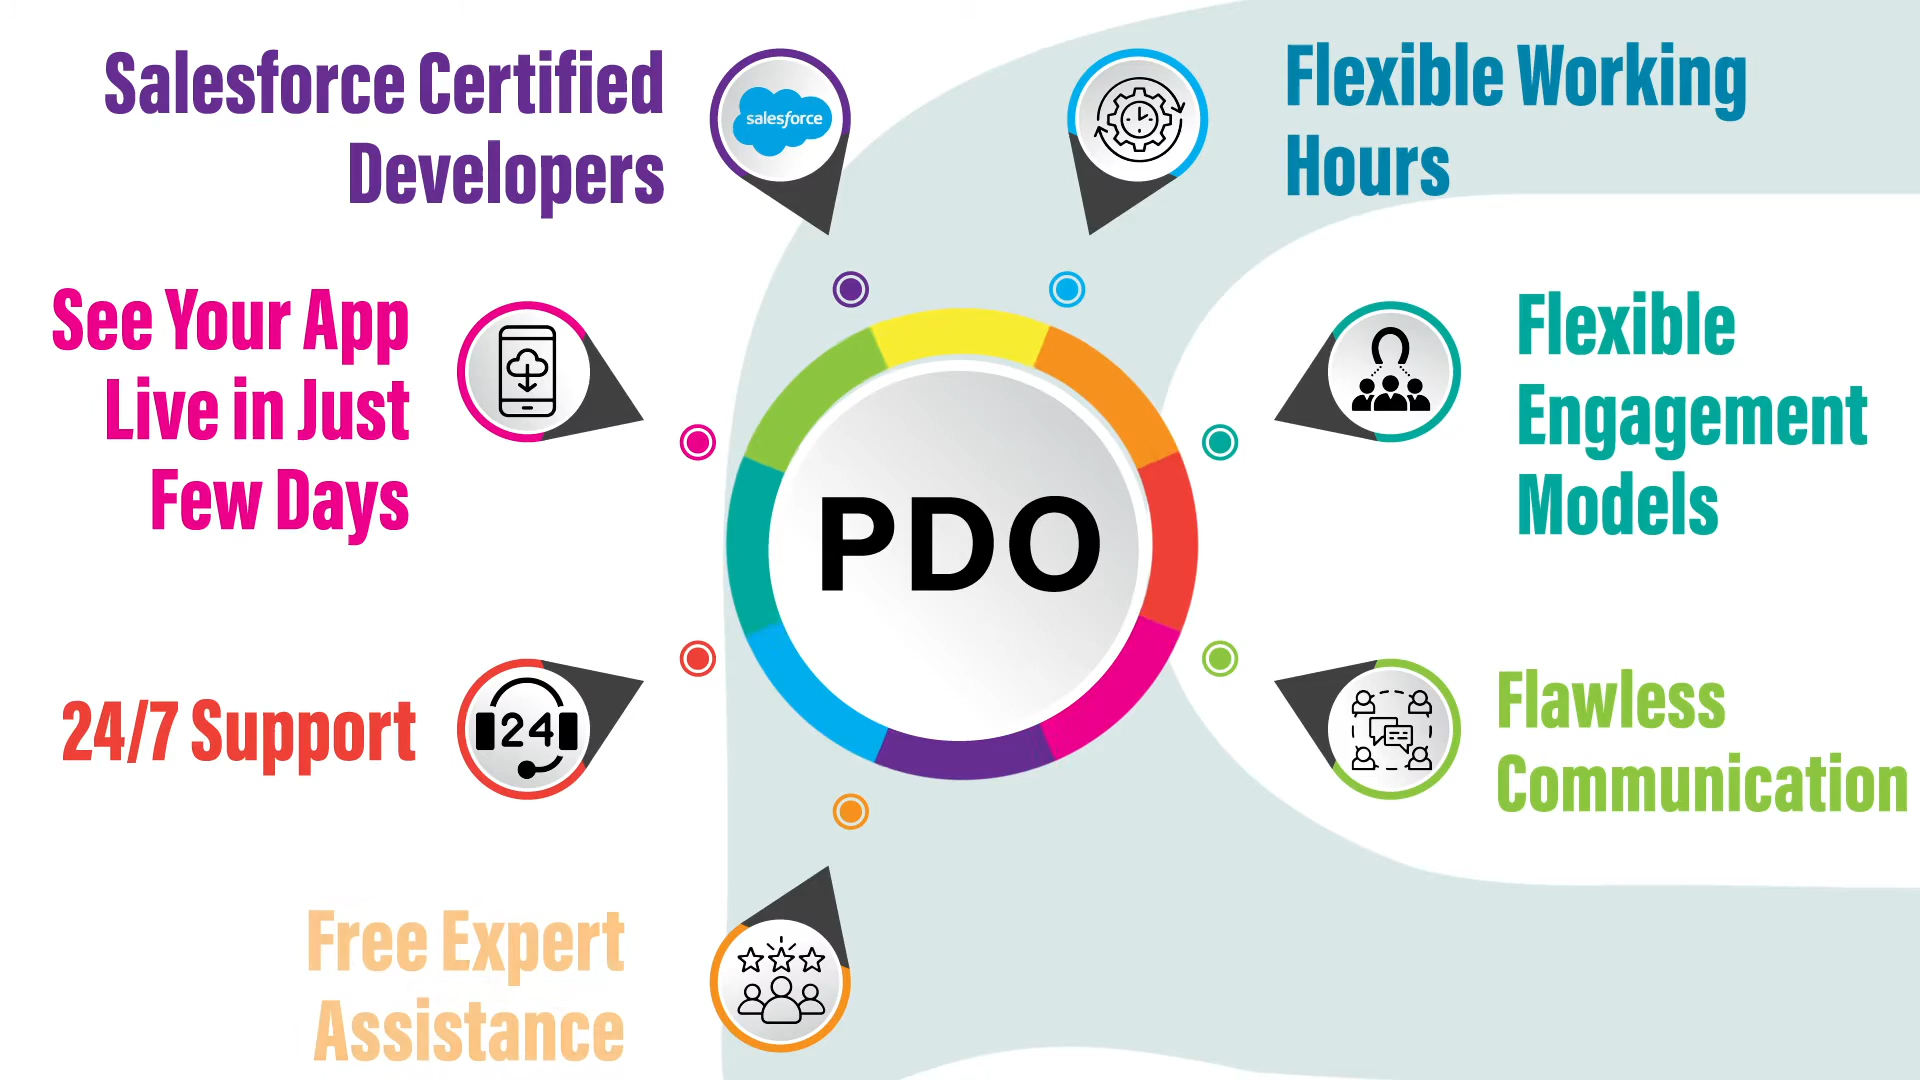 Salesforce Certified
Developers
salesforce
Flexible Working
Hours
See Your App
Live in Just
Few Days
Flexible
Engagement
Models
PDO
24/7 Support
24
Flawless
Communication
Free Expert
Assistance